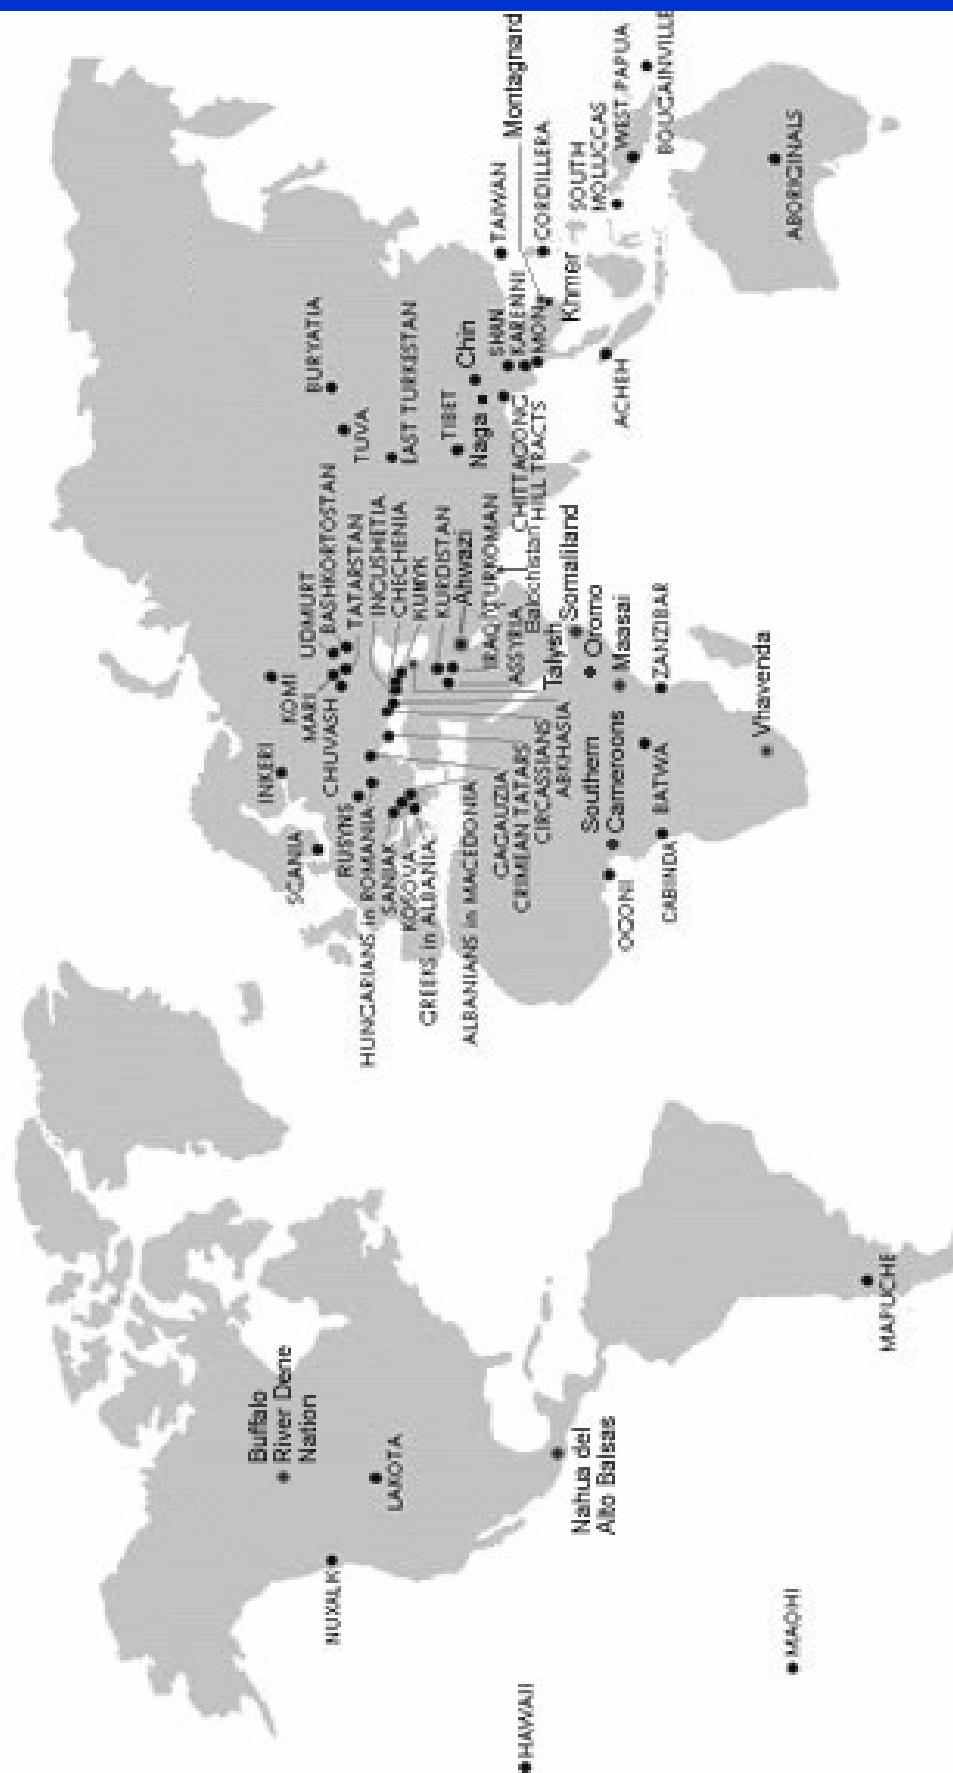 Buffalo
River Dene
Nation
NUXALK
LAKOTA
HAWAII
Nahua del
Alto Balsas
MAOHI
MAPUCHE
SCANIA
INKERI
KOMI
MARI
UDMURT
CHUVASH
BASHKORTOSTAN
TATARSTAN
INGUSHETIA
CHECHENIA
KUMYK
KURDISTAN
Ahwazi
IRAQ TURKOMAN
ASSYRIA
Talysh
RUSYNS
HUNGARIANS in ROMANIA
SANJAK
KOSOVA
GREEKS in ALBANIA
ALBANIANS in MACEDONIA
GAGAUZIA
CRIMEAN TATARS
CIRCASSIANS
ABKHASIA
BURYATIA
TUVA
EAST TURKISTAN
TIBET
Naga
Chin
CHITTAGONG
HILL TRACTS
Balochistan
SHAN
KARENNI
MON
Khmer
TAIWAN
Montagnard
CORDILLERA
SOUTH
MOLUCCAS
WEST PAPUA
BOUGAINVILLE
ABORIGINALS
ACHEH
Somaliland
Oromo
Maasai
ZANZIBAR
Southern
Cameroons
OGONI
CABINDA
BATWA
Vhavenda